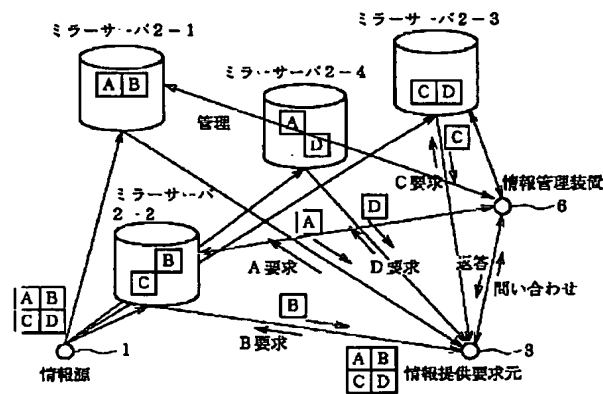 ミラーサーバ2-3
ミラーサーバ
2-1
ミラーサーバ2-4
A B
C D
A
D
管理
C
C要求
情報管理装置
6
ミラーサーバ
2-2
B
C
A
D
A要求
D要求
返答
問い合わせ
A B
C D
B
B要求
1
情報源
3
A B
C D
情報提供要求元